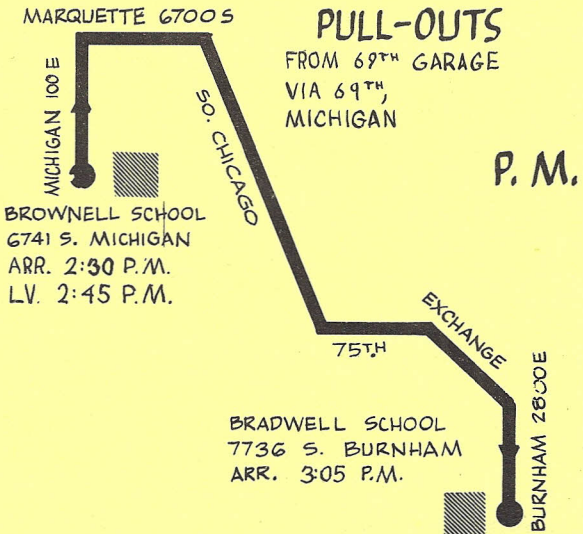 MARQUETTE 6700 S
PULL-OUTS
FROM 69TH GARAGE
VIA 69TH,
MICHIGAN
MICHIGAN 100 E
SO. CHICAGO
P.M.
BROWNELL SCHOOL
6741 S. MICHIGAN
ARR. 2:30 P.M.
LV. 2:45 P.M.
75TH
EXCHANGE
BRADWELL SCHOOL
7736 S. BURNHAM
ARR. 3:05 P.M.
BURNHAM 2800 E